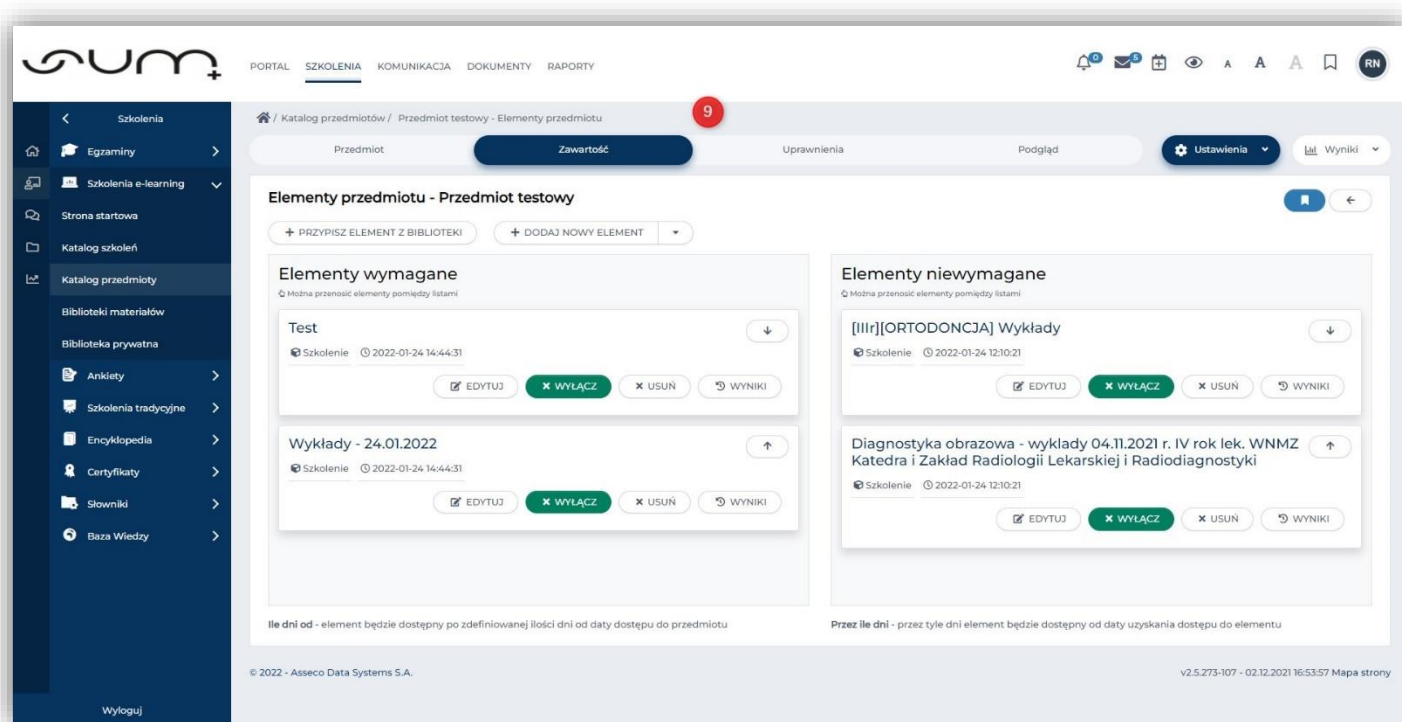 sum
PORTAL SZKOLENIA KOMUNIKACJA DOKUMENTY RAPORTY
0 5 A A A RN
Szkolenia
Egzaminy
Szkolenia e-learning
Strona startowa
Katalog szkoleń
Katalog przedmioty
Biblioteki materiałów
Biblioteka prywatna
Ankiety
Szkolenia tradycyjne
Encyklopedia
Certyfikaty
Słowniki
Baza Wiedzy
Wyloguj
/ Katalog przedmiotów / Przedmiot testowy - Elementy przedmiotu
9
Przedmiot Zawartość Uprawnienia Podgląd Ustawienia Wyniki
Elementy przedmiotu - Przedmiot testowy
+ PRZYPISZ ELEMENT Z BIBLIOTEKI + DODAJ NOWY ELEMENT
Elementy wymagane
Można przenosić elementy pomiędzy listami
Test
Szkolenie 2022-01-24 14:44:31
EDYTUJ × WYŁĄCZ × USUŃ WYNIKI
Wykłady - 24.01.2022
Szkolenie 2022-01-24 14:44:31
EDYTUJ × WYŁĄCZ × USUŃ WYNIKI
Elementy niewymagane
Można przenosić elementy pomiędzy listami
[IIIr][ORTODONCJA] Wykłady
Szkolenie 2022-01-24 12:10:21
EDYTUJ × WYŁĄCZ × USUŃ WYNIKI
Diagnostyka obrazowa - wyklady 04.11.2021 r. IV rok lek. WNMZ
Katedra i Zakład Radiologii Lekarskiej i Radiodiagnostyki
Szkolenie 2022-01-24 12:10:21
EDYTUJ × WYŁĄCZ × USUŃ WYNIKI
Ile dni od - element będzie dostępny po zdefiniowanej ilości dni od daty dostępu do przedmiotu
Przez ile dni - przez tyle dni element będzie dostępny od daty uzyskania dostępu do elementu
© 2022 - Asseco Data Systems S.A.
v2.5.273-107 - 02.12.2021 16:53:57 Mapa strony